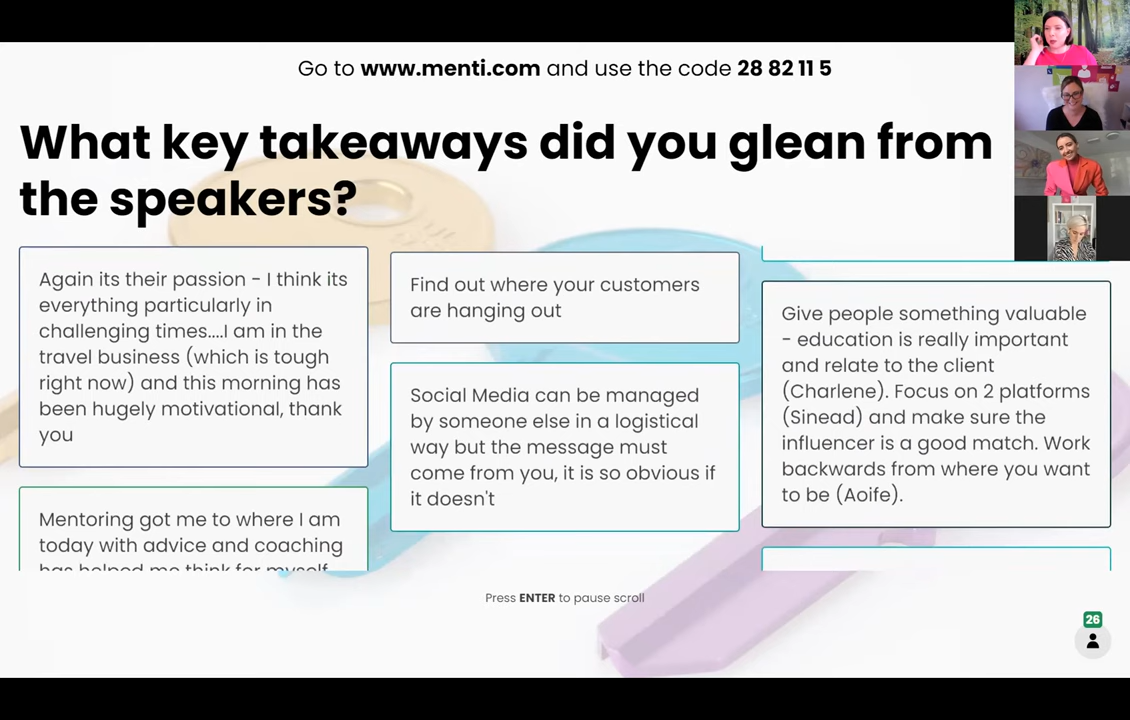 Go to www.menti.com and use the code 28 82 11 5
What key takeaways did you glean from
the speakers?
Again its their passion - I think its
everything particularly in
challenging times....I am in the
travel business (which is tough
right now) and this morning has
been hugely motivational, thank
you
Mentoring got me to where I am
today with advice and coaching
has helped me think for myself
Find out where your customers
are hanging out
Social Media can be managed
by someone else in a logistical
way but the message must
come from you, it is so obvious if
it doesn't
Give people something valuable
- education is really important
and relate to the client
(Charlene). Focus on 2 platforms
(Sinead) and make sure the
influencer is a good match. Work
backwards from where you want
to be (Aoife).
Press ENTER to pause scroll
26